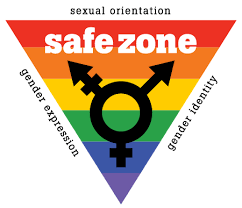 sexual orientation
safe zone
gender expression
gender identity